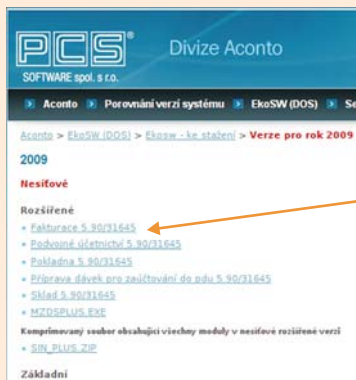 PCS®
SOFTWARE spol. s r.o.
Divize Aconto
Aconto Porovnání verzí systému EkoSW (DOS)
Aconto > EkoSW (DOS) > Ekosw - ke stažení > Verze pro rok 2009
2009
Nesíťové
Rozšířené
Fakturace 5.90/31645
Podvojné účetnictví 5.90/31645
Pokladna 5.90/31645
Příprava dávek pro zaúčtování do pdu 5.90/31645
Sklad 5.90/31645
MZDSPLUS.EXE
Komprimovaný soubor obsahující všechny moduly v nesíťové rozšířené verzi
SIN_PLUS.ZIP
Základní